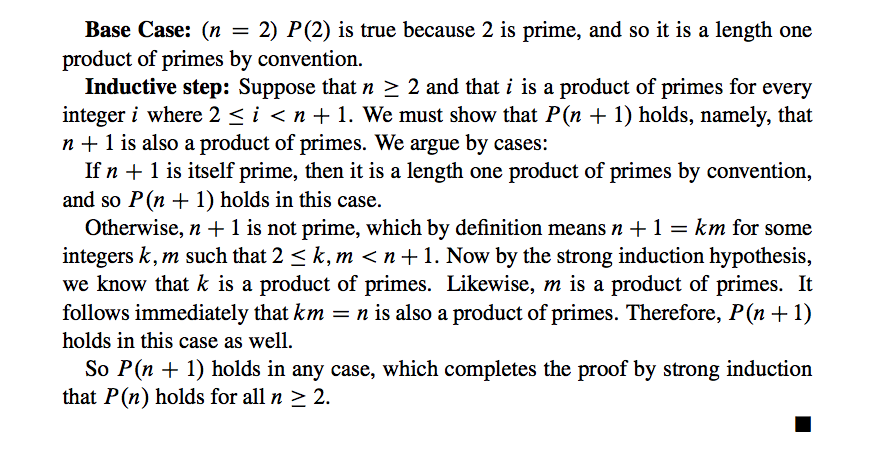 Base Case: (n = 2) P(2) is true because 2 is prime, and so it is a length one
product of primes by convention.
Inductive step: Suppose that n ≥ 2 and that i is a product of primes for every
integer i where 2 ≤ i < n + 1. We must show that P(n + 1) holds, namely, that
n + 1 is also a product of primes. We argue by cases:
If n + 1 is itself prime, then it is a length one product of primes by convention,
and so P(n + 1) holds in this case.
Otherwise, n + 1 is not prime, which by definition means n + 1 = km for some
integers k, m such that 2 ≤ k, m < n + 1. Now by the strong induction hypothesis,
we know that k is a product of primes. Likewise, m is a product of primes. It
follows immediately that km = n is also a product of primes. Therefore, P(n + 1)
holds in this case as well.
So P(n + 1) holds in any case, which completes the proof by strong induction
that P(n) holds for all n ≥ 2.
■